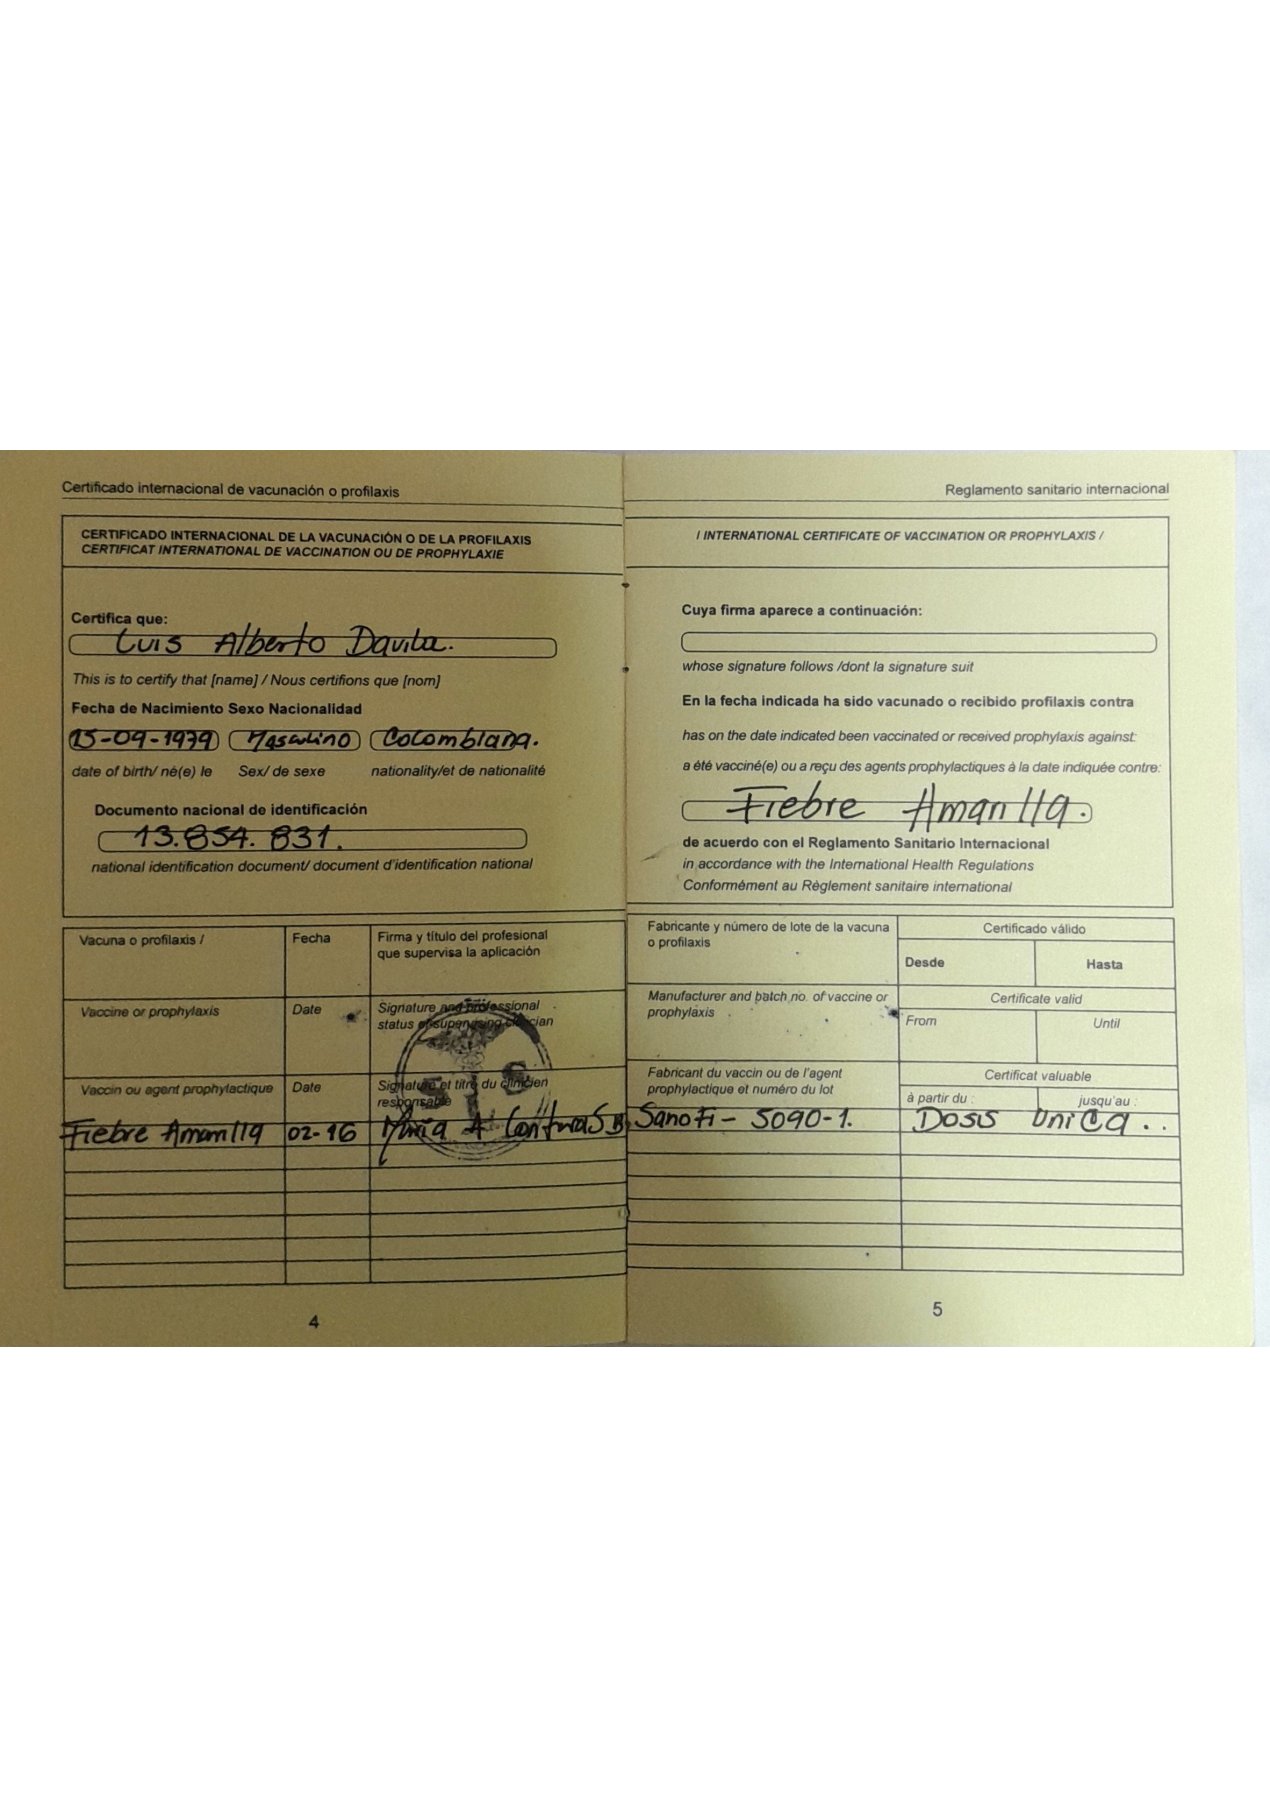 Certificado internacional de vacunación o profilaxis
CERTIFICADO INTERNACIONAL DE LA VACUNACIÓN O DE LA PROFILAXIS
CERTIFICAT INTERNATIONAL DE VACCINATION OU DE PROPHYLAXIE
Certifica que:
Luis Alberto Davila.
This is to certify that [name] / Nous certifions que [nom]
Fecha de Nacimiento Sexo Nacionalidad
15-09-1979 Masculino Colombiana.
date of birth/ né(e) le Sex/ de sexe nationality/et de nationalité
Documento nacional de identificación
13.854.831.
national identification document/ document d'identification national
Vacuna o profilaxis / Fecha Firma y título del profesional
que supervisa la aplicación
Vaccine or prophylaxis Date Signature and professional
status of supervising clinician
Vaccin ou agent prophylactique Date Signature et titre du clinicien
responsable
Fiebre Amarilla 02-16 Maria A
4
Reglamento sanitario internacional
/ INTERNATIONAL CERTIFICATE OF VACCINATION OR PROPHYLAXIS /
Cuya firma aparece a continuación:
whose signature follows /dont la signature suit
En la fecha indicada ha sido vacunado o recibido profilaxis contra
has on the date indicated been vaccinated or received prophylaxis against:
a été vacciné(e) ou a reçu des agents prophylactiques à la date indiquée contre:
Fiebre Amarilla.
de acuerdo con el Reglamento Sanitario Internacional
in accordance with the International Health Regulations
Conformément au Règlement sanitaire international
Fabricante y número de lote de la vacuna
o profilaxis
Certificado válido
Desde Hasta
Manufacturer and batch no. of vaccine or
prophylaxis
Certificate valid
From Until
Fabricant du vaccin ou de l'agent
prophylactique et numéro du lot
Certificat valuable
à partir du : jusqu'au :
Sanofi - 5090-1. Dosis Unica..
5